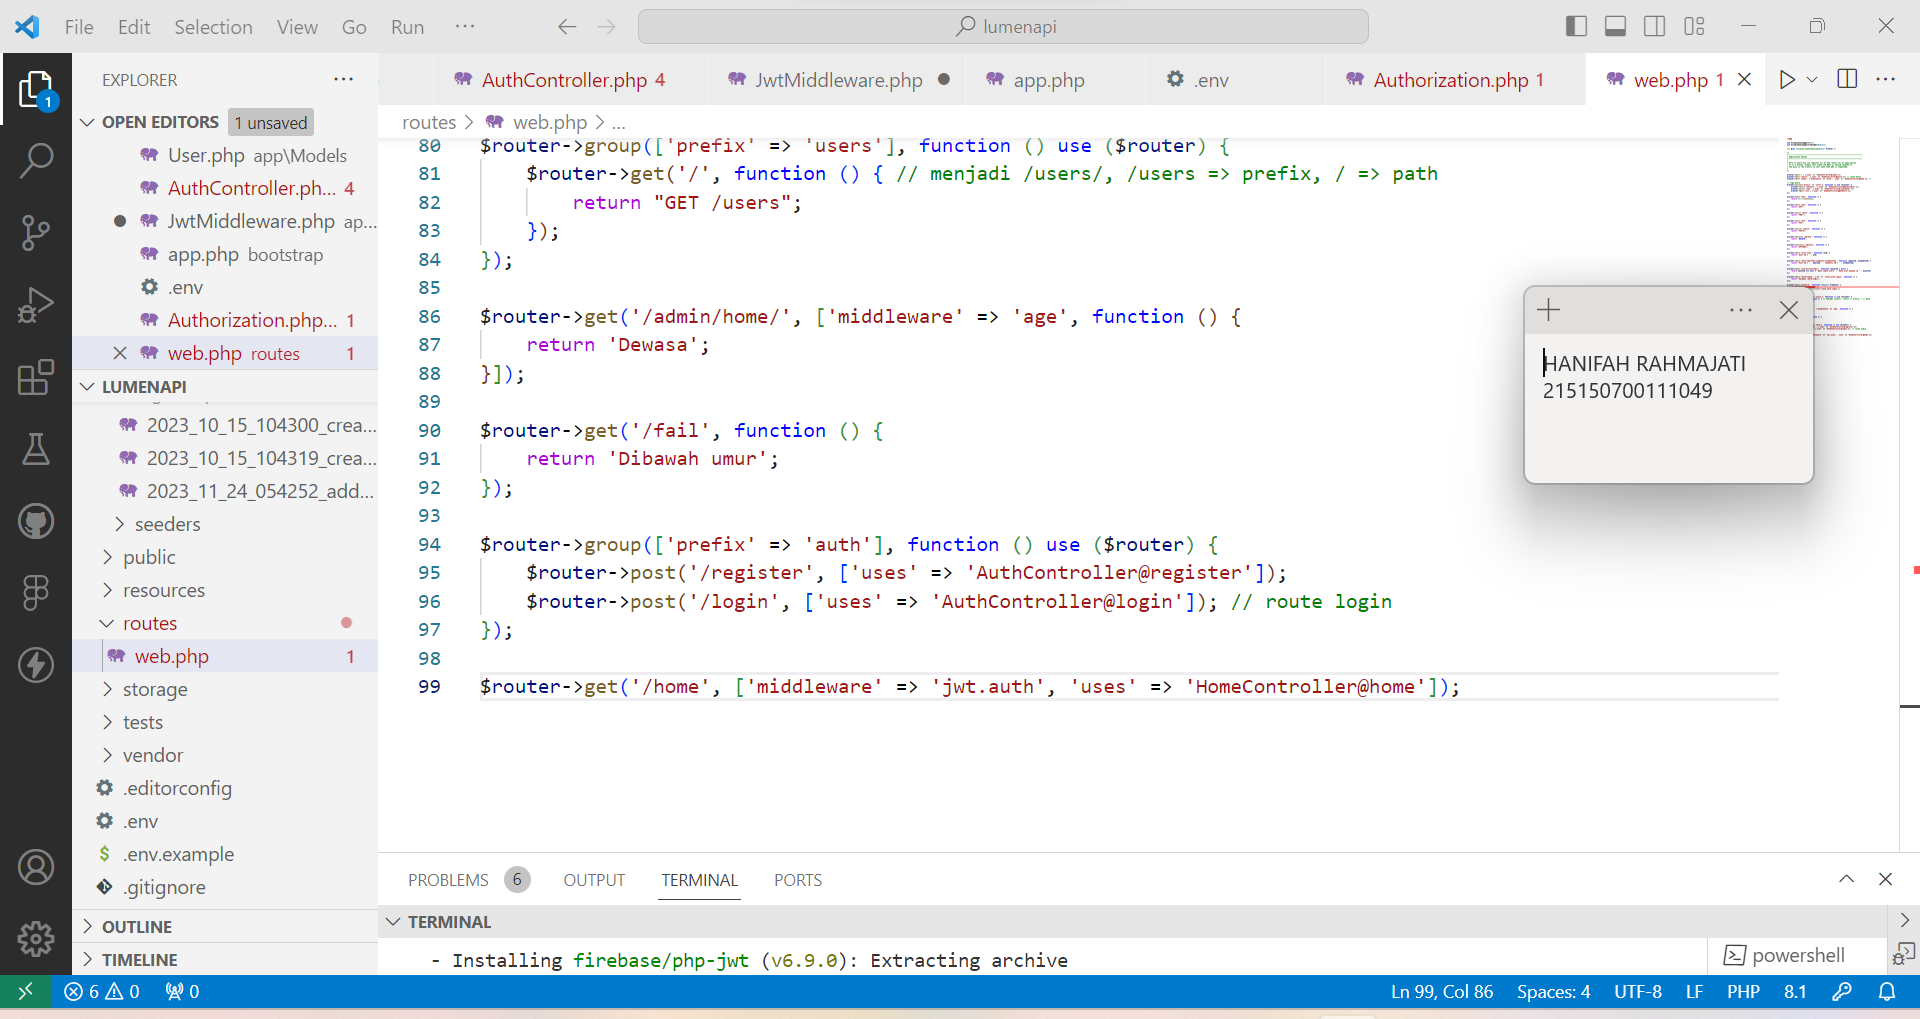 File Edit Selection View Go Run ··· lumenapi
EXPLORER ···
OPEN EDITORS 1 unsaved
User.php app\Models
AuthController.ph... 4
JwtMiddleware.php ap...
app.php bootstrap
.env
Authorization.php... 1
web.php routes 1
LUMENAPI
2023_10_15_104300_crea...
2023_10_15_104319_crea...
2023_11_24_054252_add...
seeders
public
resources
routes
web.php 1
storage
tests
vendor
.editorconfig
.env
.env.example
.gitignore
OUTLINE
TIMELINE
1
AuthController.php 4 JwtMiddleware.php app.php .env Authorization.php 1 web.php 1 ···
routes > web.php > ...
80 $router->group(['prefix' => 'users'], function () use ($router) {
81 $router->get('/', function () { // menjadi /users/, /users => prefix, / => path
82 return "GET /users";
83 });
84 });
85
86 $router->get('/admin/home/', ['middleware' => 'age', function () {
87 return 'Dewasa';
88 }]);
89
90 $router->get('/fail', function () {
91 return 'Dibawah umur';
92 });
93
94 $router->group(['prefix' => 'auth'], function () use ($router) {
95 $router->post('/register', ['uses' => 'AuthController@register']);
96 $router->post('/login', ['uses' => 'AuthController@login']); // route login
97 });
98
99 $router->get('/home', ['middleware' => 'jwt.auth', 'uses' => 'HomeController@home']);
HANIFAH RAHMAJATI
215150700111049
PROBLEMS 6 OUTPUT TERMINAL PORTS
TERMINAL
- Installing firebase/php-jwt (v6.9.0): Extracting archive
powershell
6 0 0 Ln 99, Col 86 Spaces: 4 UTF-8 LF PHP 8.1